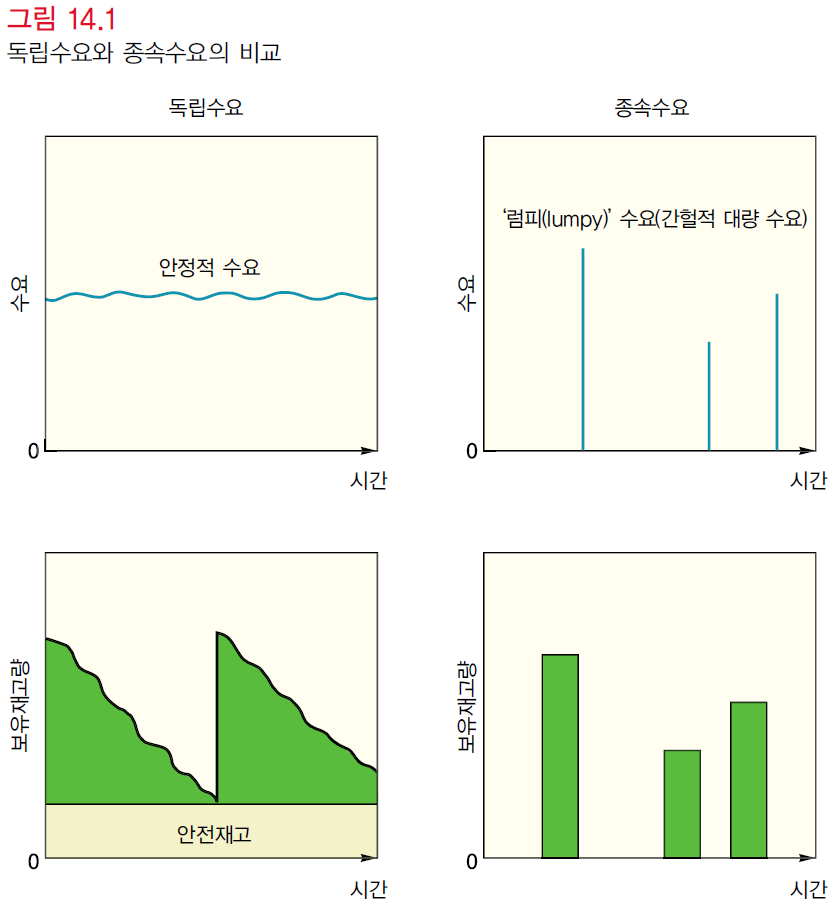 그림 14.1
독립수요와 종속수요의 비교
독립수요
안정적 수요
수요
0
시간
종속수요
‘럼피(lumpy)’ 수요(간헐적 대량 수요)
수요
0
시간
보유재고량
안전재고
0
시간
보유재고량
0
시간